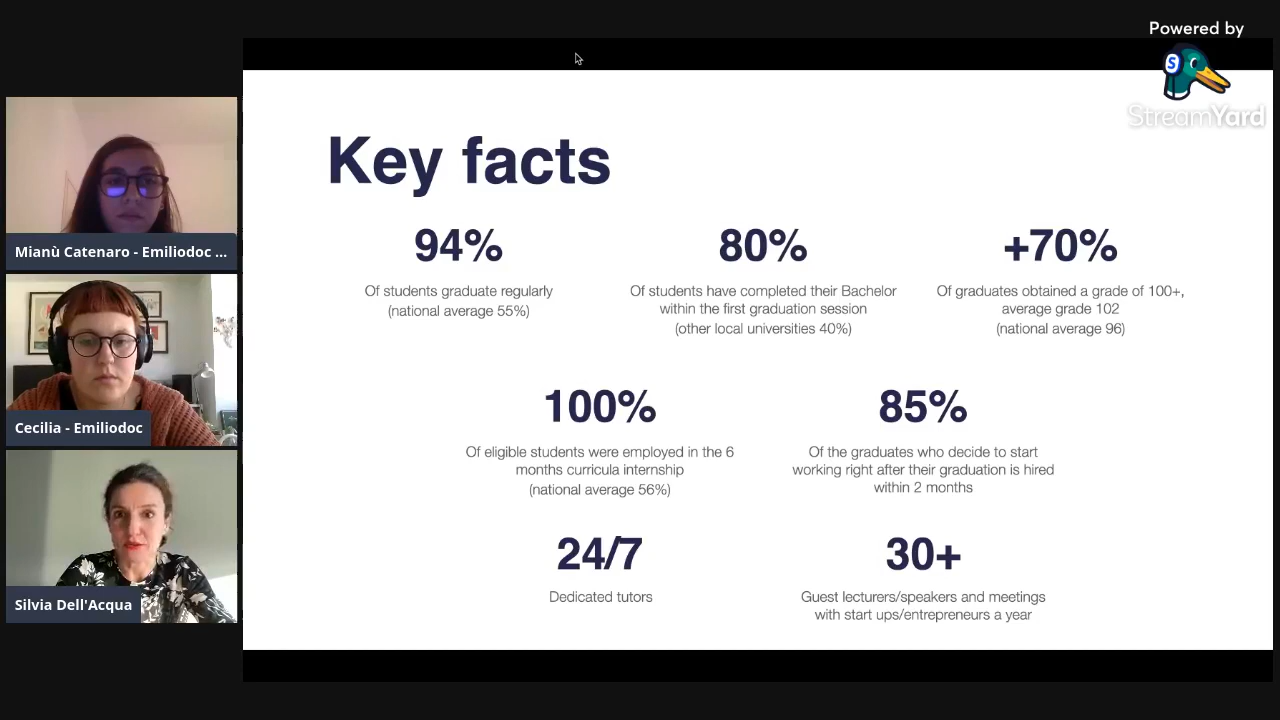 Powered by
S
StreamYard
Mianù Catenaro - Emiliodoc ...
Cecilia - Emiliodoc
Silvia Dell'Acqua
Key facts
94%
Of students graduate regularly
(national average 55%)
80%
Of students have completed their Bachelor
within the first graduation session
(other local universities 40%)
+70%
Of graduates obtained a grade of 100+,
average grade 102
(national average 96)
100%
Of eligible students were employed in the 6
months curricula internship
(national average 56%)
85%
Of the graduates who decide to start
working right after their graduation is hired
within 2 months
24/7
Dedicated tutors
30+
Guest lecturers/speakers and meetings
with start ups/entrepreneurs a year